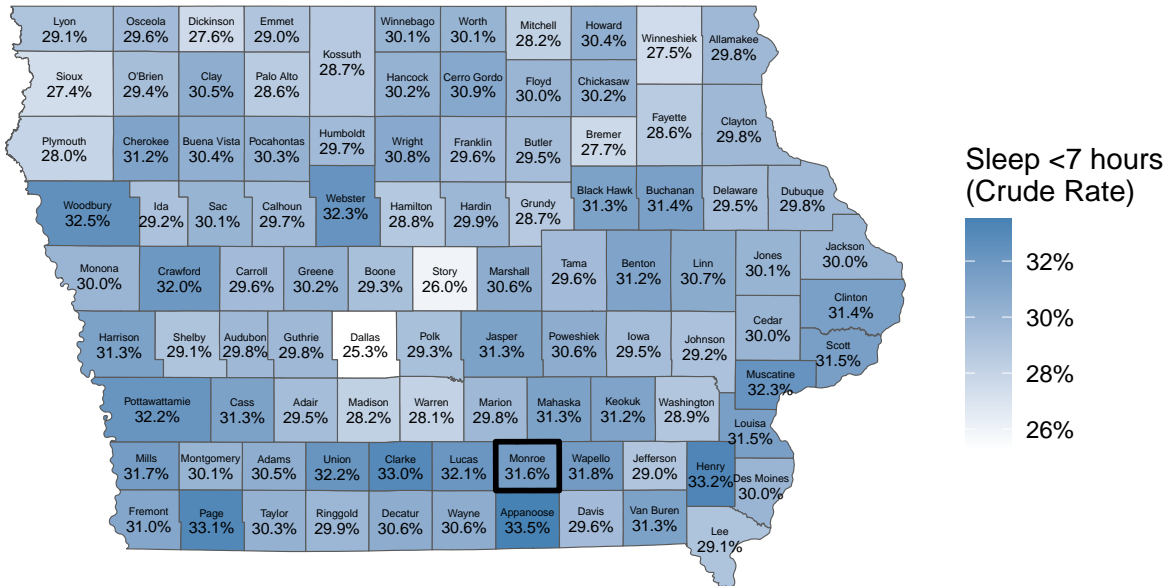 Lyon
29.1%
Osceola
29.6%
Dickinson
27.6%
Emmet
29.0%
Kossuth
28.7%
Winnebago
30.1%
Worth
30.1%
Mitchell
28.2%
Howard
30.4%
Winneshiek
27.5%
Allamakee
29.8%
Sioux
27.4%
O'Brien
29.4%
Clay
30.5%
Palo Alto
28.6%
Hancock
30.2%
Cerro Gordo
30.9%
Floyd
30.0%
Chickasaw
30.2%
Fayette
28.6%
Clayton
29.8%
Plymouth
28.0%
Cherokee
31.2%
Buena Vista
30.4%
Pocahontas
30.3%
Humboldt
29.7%
Wright
30.8%
Franklin
29.6%
Butler
29.5%
Bremer
27.7%
Woodbury
32.5%
Ida
29.2%
Sac
30.1%
Calhoun
29.7%
Webster
32.3%
Hamilton
28.8%
Hardin
29.9%
Grundy
28.7%
Black Hawk
31.3%
Buchanan
31.4%
Delaware
29.5%
Dubuque
29.8%
Monona
30.0%
Crawford
32.0%
Carroll
29.6%
Greene
30.2%
Boone
29.3%
Story
26.0%
Marshall
30.6%
Tama
29.6%
Benton
31.2%
Linn
30.7%
Jones
30.1%
Jackson
30.0%
Clinton
31.4%
Harrison
31.3%
Shelby
29.1%
Audubon
29.8%
Guthrie
29.8%
Dallas
25.3%
Polk
29.3%
Jasper
31.3%
Poweshiek
30.6%
Iowa
29.5%
Johnson
29.2%
Cedar
30.0%
Scott
31.5%
Muscatine
32.3%
Pottawattamie
32.2%
Cass
31.3%
Adair
29.5%
Madison
28.2%
Warren
28.1%
Marion
29.8%
Mahaska
31.3%
Keokuk
31.2%
Washington
28.9%
Louisa
31.5%
Mills
31.7%
Montgomery
30.1%
Adams
30.5%
Union
32.2%
Clarke
33.0%
Lucas
32.1%
Monroe
31.6%
Wapello
31.8%
Jefferson
29.0%
Henry
33.2%
Des Moines
30.0%
Fremont
31.0%
Page
33.1%
Taylor
30.3%
Ringgold
29.9%
Decatur
30.6%
Wayne
30.6%
Appanoose
33.5%
Davis
29.6%
Van Buren
31.3%
Lee
29.1%
Sleep <7 hours
(Crude Rate)
32%
30%
28%
26%